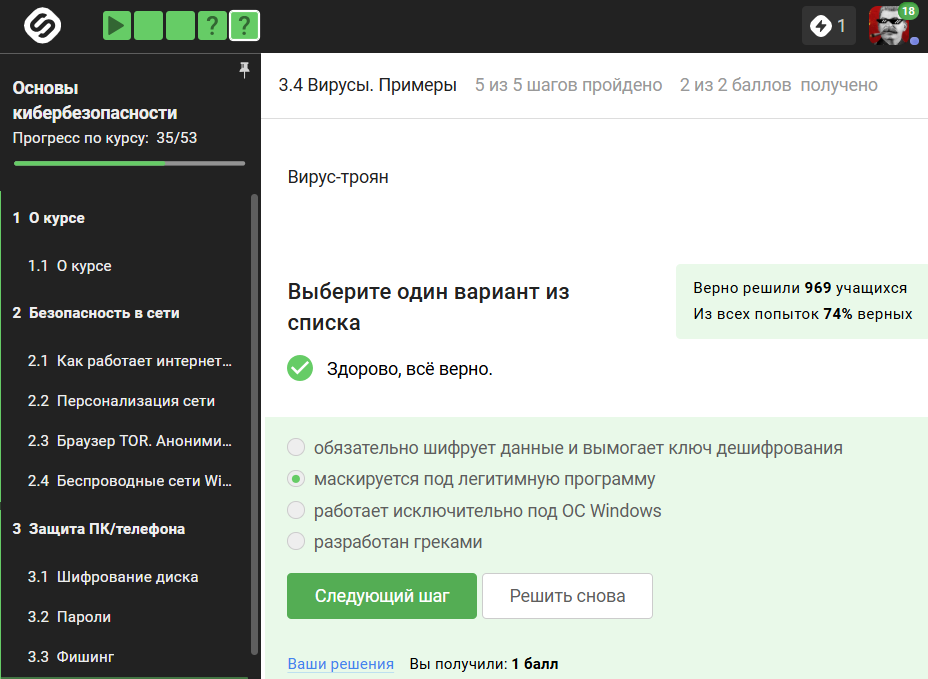 ? ?
1
18
Основы
кибербезопасности
Прогресс по курсу: 35/53
1 О курсе
1.1 О курсе
2 Безопасность в сети
2.1 Как работает интернет...
2.2 Персонализация сети
2.3 Браузер TOR. Аноними...
2.4 Беспроводные сети Wi...
3 Защита ПК/телефона
3.1 Шифрование диска
3.2 Пароли
3.3 Фишинг
3.4 Вирусы. Примеры 5 из 5 шагов пройдено 2 из 2 баллов получено
Вирус-троян
Выберите один вариант из
списка
Верно решили 969 учащихся
Из всех попыток 74% верных
Здорово, всё верно.
обязательно шифрует данные и вымогает ключ дешифрования
маскируется под легитимную программу
работает исключительно под ОС Windows
разработан греками
Следующий шаг
Решить снова
Ваши решения Вы получили: 1 балл